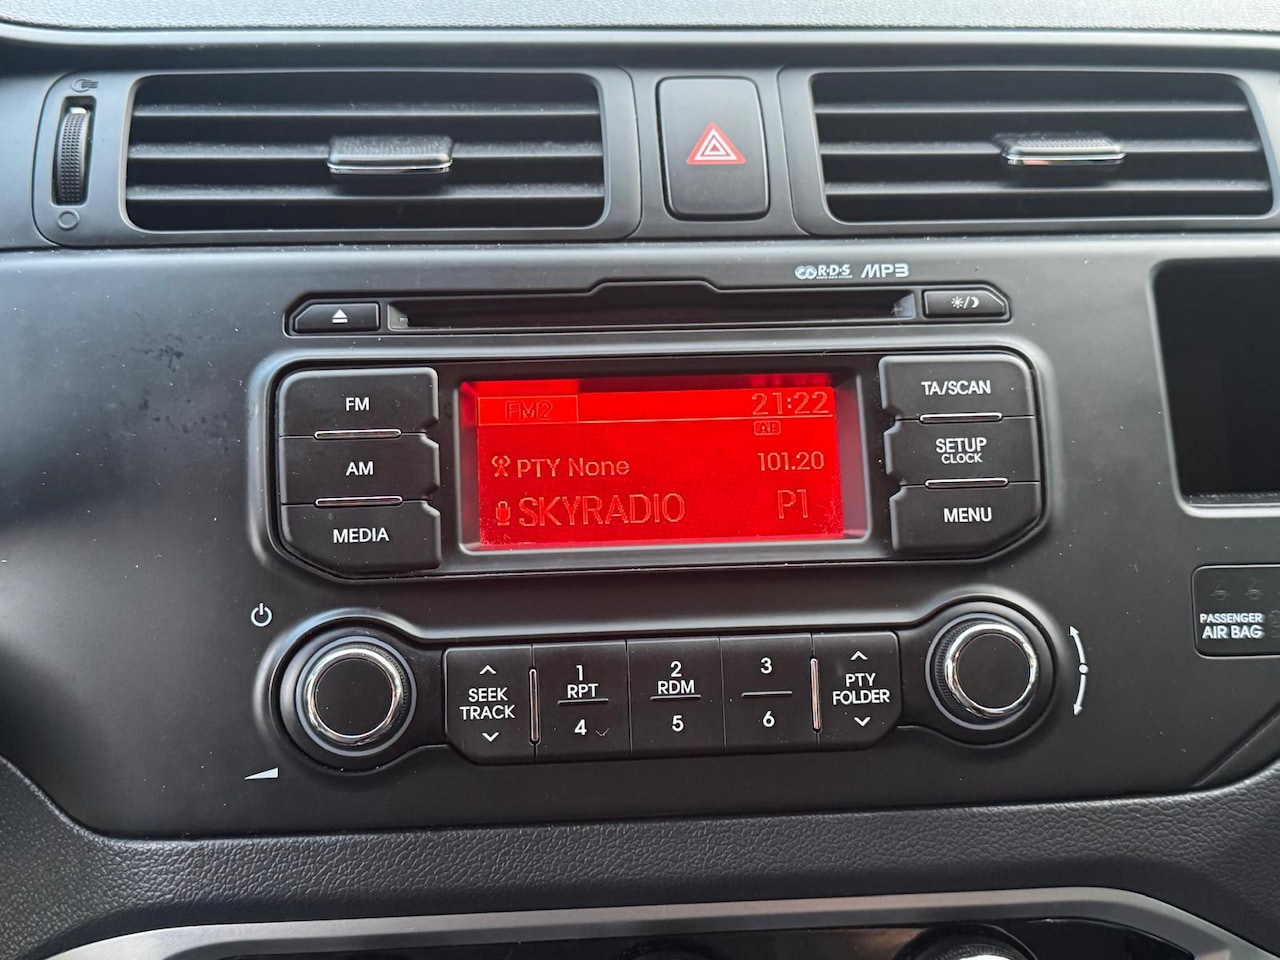 R·D·S MP3
FM
AM
MEDIA
FM2
21:22
AF
PTY None
101.20
SKYRADIO
P1
TA/SCAN
SETUP
CLOCK
MENU
SEEK
TRACK
1
RPT
4
2
RDM
5
3
6
PTY
FOLDER
PASSENGER
AIR BAG